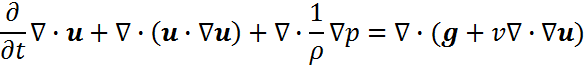 ∂/∂t ∇ · 𝒖 + ∇ · (𝒖 · ∇𝒖) + ∇ · 1/ρ ∇p = ∇ · (𝒈 + v∇ · ∇𝒖)